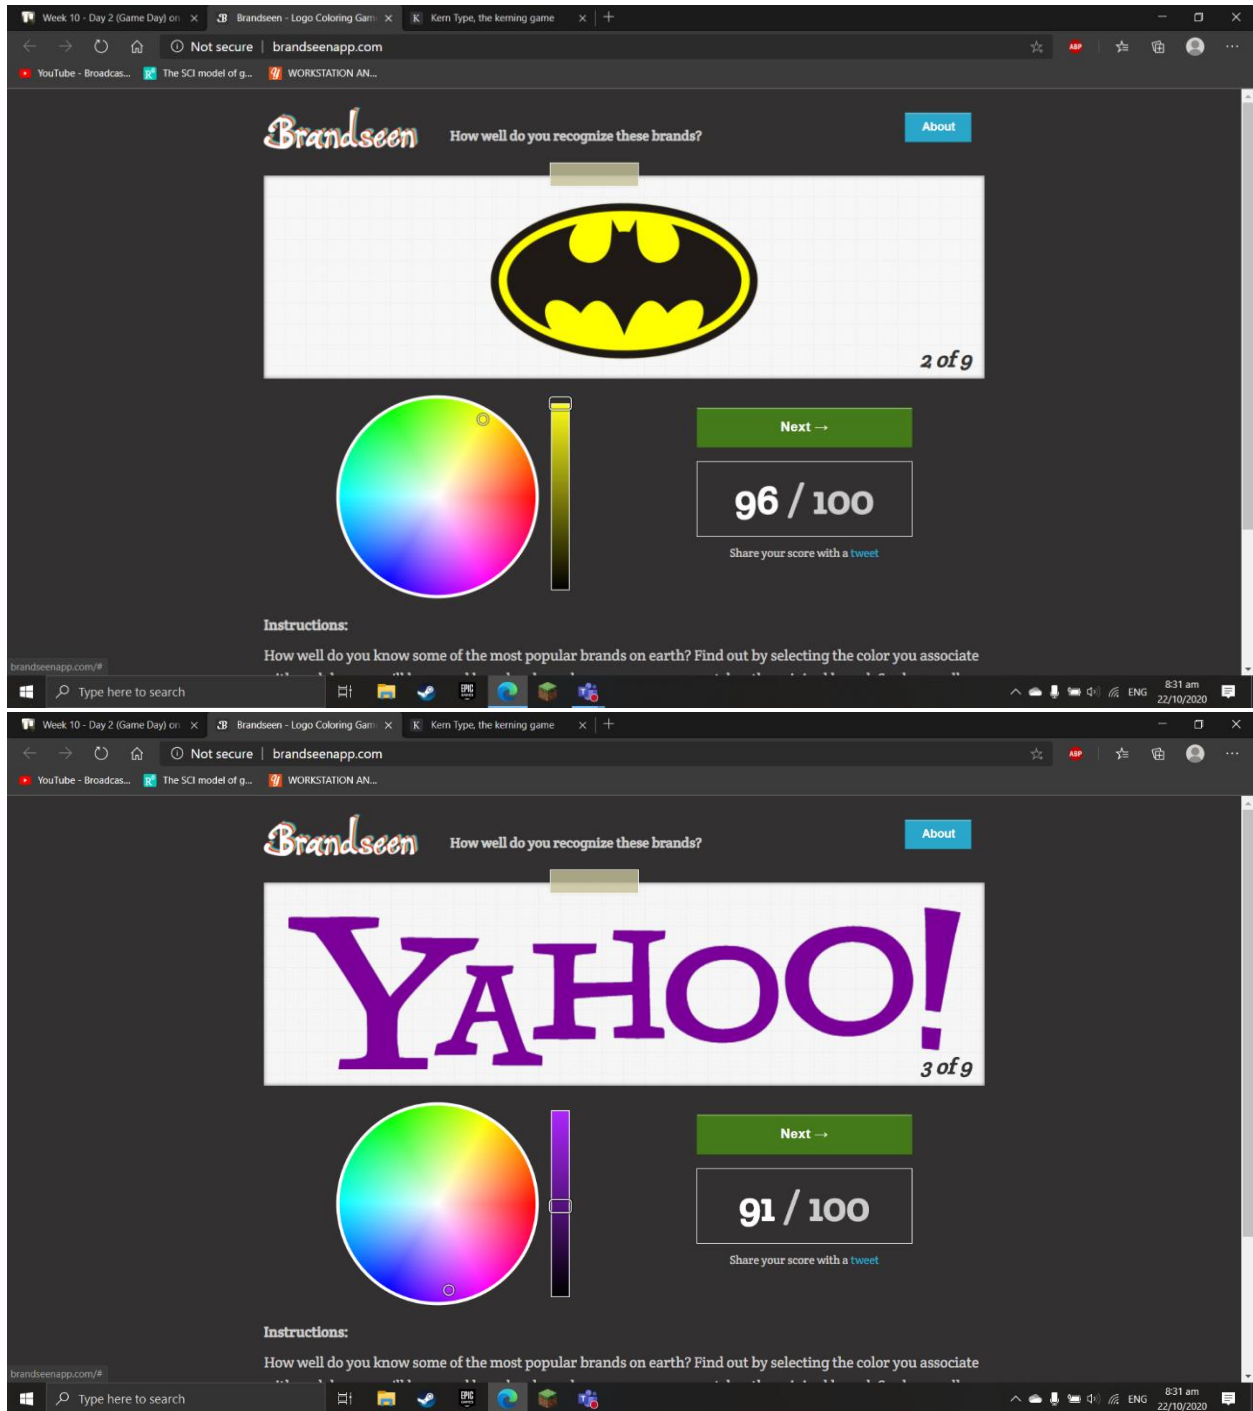 Week 10 - Day 2 (Game Day) on
Brandseen - Logo Coloring Gam
Kern Type, the kerning game
Not secure | brandseenapp.com
ABP
YouTube - Broadcas...
The SCI model of g...
WORKSTATION AN...
Brandseen
How well do you recognize these brands?
About
2 of 9
Next →
96 / 100
Share your score with a tweet
Instructions:
How well do you know some of the most popular brands on earth? Find out by selecting the color you associate
brandseenapp.com/#
Type here to search
EPIC
ENG
8:31 am
22/10/2020
Week 10 - Day 2 (Game Day) on
Brandseen - Logo Coloring Gam
Kern Type, the kerning game
Not secure | brandseenapp.com
ABP
YouTube - Broadcas...
The SCI model of g...
WORKSTATION AN...
Brandseen
How well do you recognize these brands?
About
YAHOO!
3 of 9
Next →
91 / 100
Share your score with a tweet
Instructions:
How well do you know some of the most popular brands on earth? Find out by selecting the color you associate
brandseenapp.com/#
Type here to search
EPIC
ENG
8:31 am
22/10/2020